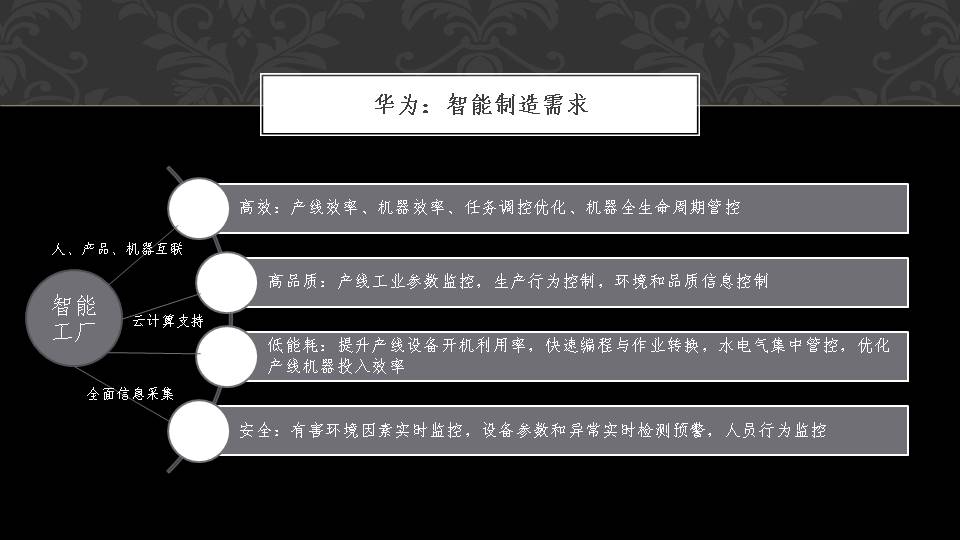 华为：智能制造需求
高效：产线效率、机器效率、任务调控优化、机器全生命周期管控
人、产品、机器互联
高品质：产线工业参数监控，生产行为控制，环境和品质信息控制
智能
工厂
云计算支持
低能耗：提升产线设备开机利用率，快速编程与作业转换，水电气集中管控，优化
产线机器投入效率
全面信息采集
安全：有害环境因素实时监控，设备参数和异常实时检测预警，人员行为监控